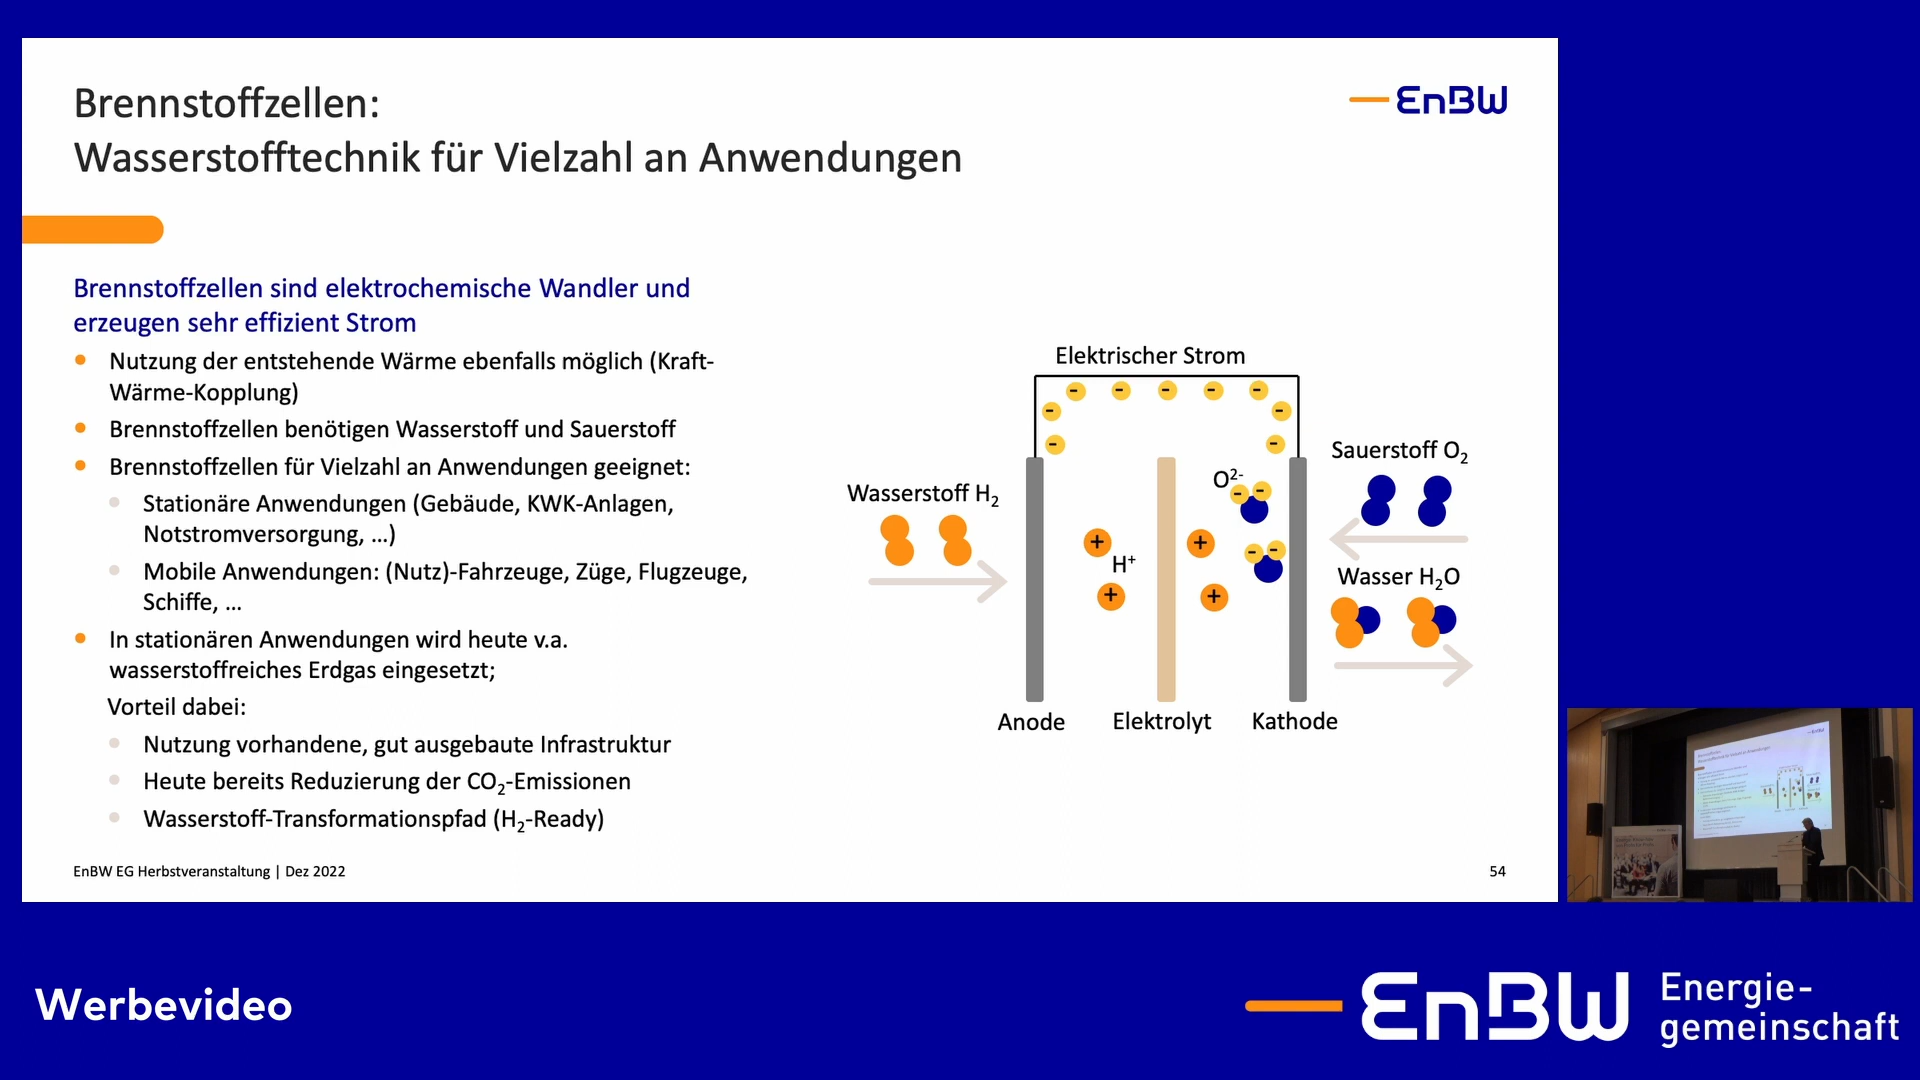 Brennstoffzellen:
Wasserstofftechnik für Vielzahl an Anwendungen
EnBW
Brennstoffzellen sind elektrochemische Wandler und
erzeugen sehr effizient Strom
• Nutzung der entstehende Wärme ebenfalls möglich (Kraft-
Wärme-Kopplung)
• Brennstoffzellen benötigen Wasserstoff und Sauerstoff
• Brennstoffzellen für Vielzahl an Anwendungen geeignet:
• Stationäre Anwendungen (Gebäude, KWK-Anlagen,
Notstromversorgung, …)
• Mobile Anwendungen: (Nutz)-Fahrzeuge, Züge, Flugzeuge,
Schiffe, …
• In stationären Anwendungen wird heute v.a.
wasserstoffreiches Erdgas eingesetzt;
Vorteil dabei:
• Nutzung vorhandene, gut ausgebaute Infrastruktur
• Heute bereits Reduzierung der CO₂-Emissionen
• Wasserstoff-Transformationspfad (H₂-Ready)
Elektrischer Strom
- - - - -
- -
- -
Wasserstoff H₂
Sauerstoff O₂
O²⁻
- -
- -
+ +
H⁺
+ +
Wasser H₂O
Anode
Elektrolyt
Kathode
EnBW EG Herbstveranstaltung | Dez 2022
54
Werbevideo
EnBW
Energie-
gemeinschaft